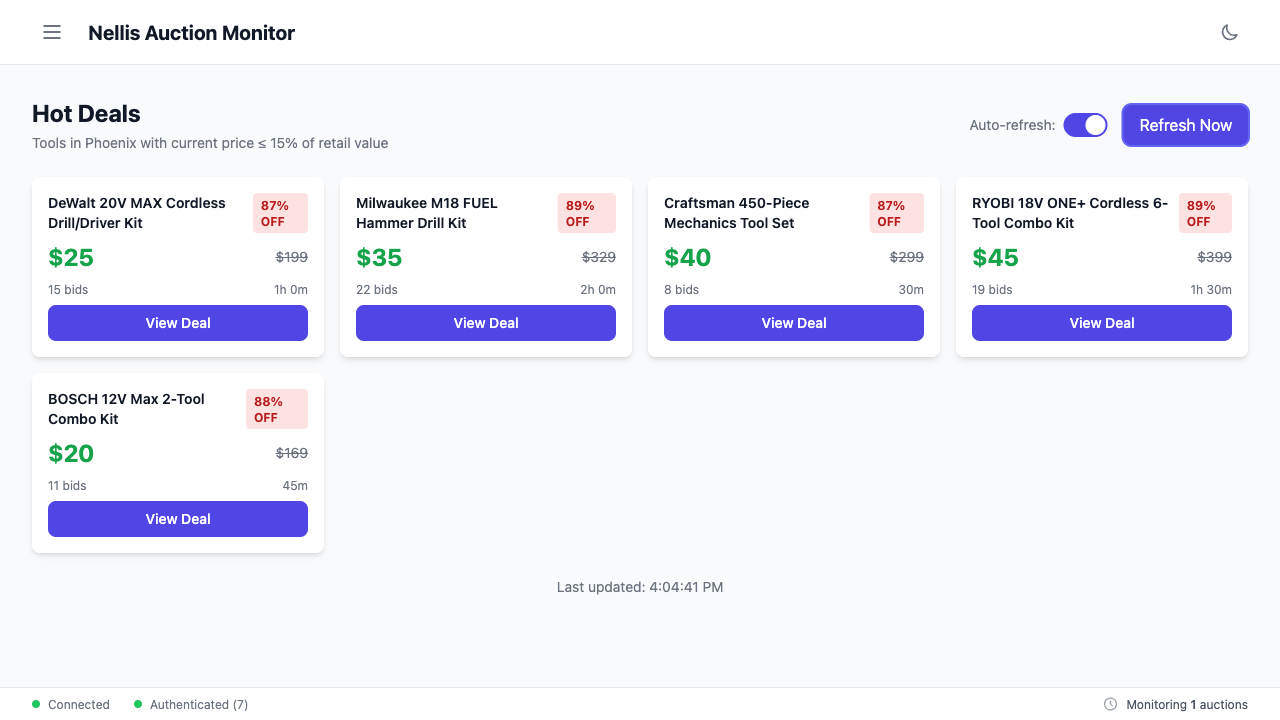 Nellis Auction Monitor
Hot Deals
Tools in Phoenix with current price ≤ 15% of retail value
Auto-refresh:
Refresh Now
DeWalt 20V MAX Cordless
Drill/Driver Kit
87%
OFF
$25
$199
15 bids
1h 0m
View Deal
Milwaukee M18 FUEL
Hammer Drill Kit
89%
OFF
$35
$329
22 bids
2h 0m
View Deal
Craftsman 450-Piece
Mechanics Tool Set
87%
OFF
$40
$299
8 bids
30m
View Deal
RYOBI 18V ONE+ Cordless 6-
Tool Combo Kit
89%
OFF
$45
$399
19 bids
1h 30m
View Deal
BOSCH 12V Max 2-Tool
Combo Kit
88%
OFF
$20
$169
11 bids
45m
View Deal
Last updated: 4:04:41 PM
Connected
Authenticated (7)
Monitoring 1 auctions